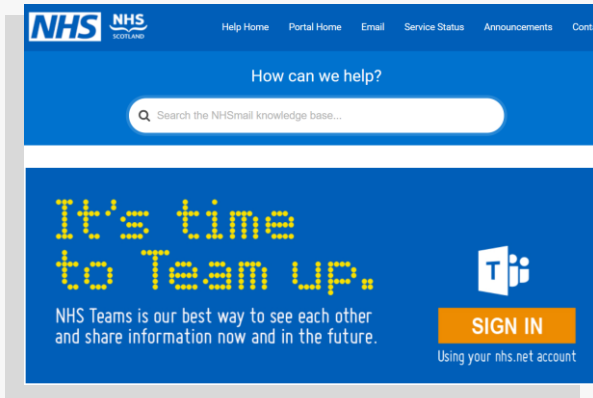 NHS NHS
SCOTLAND
Help Home Portal Home Email Service Status Announcements
How can we help?
Search the NHSmail knowledge base...
It's time
to Team up.
NHS Teams is our best way to see each other
and share information now and in the future.
T
SIGN IN
Using your nhs.net account